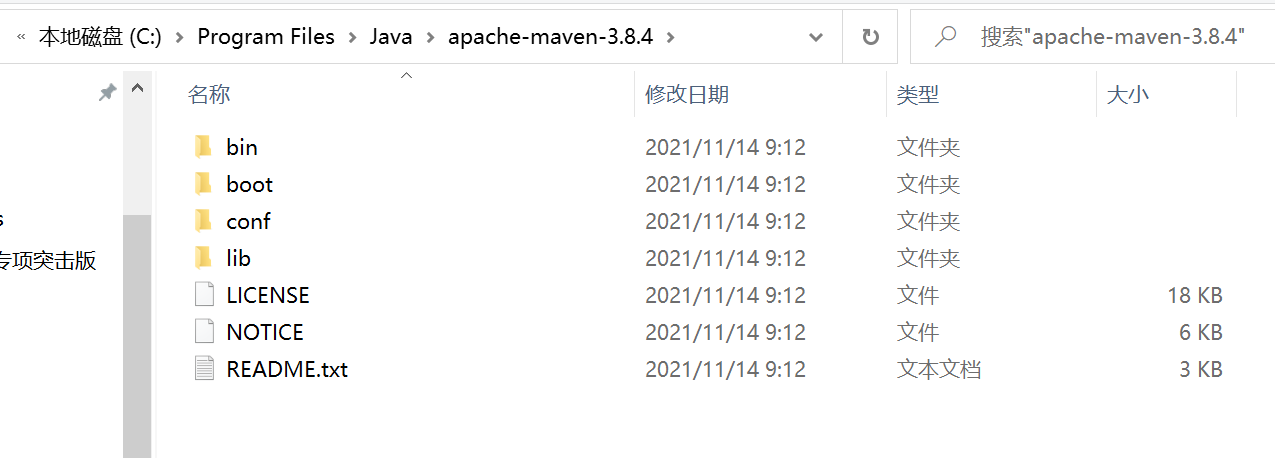 « 本地磁盘 (C:) > Program Files > Java > apache-maven-3.8.4 >
搜索"apache-maven-3.8.4"
名称 修改日期 类型 大小
bin 2021/11/14 9:12 文件夹
boot 2021/11/14 9:12 文件夹
conf 2021/11/14 9:12 文件夹
lib 2021/11/14 9:12 文件夹
LICENSE 2021/11/14 9:12 文件 18 KB
NOTICE 2021/11/14 9:12 文件 6 KB
README.txt 2021/11/14 9:12 文本文档 3 KB
s
专项突击版